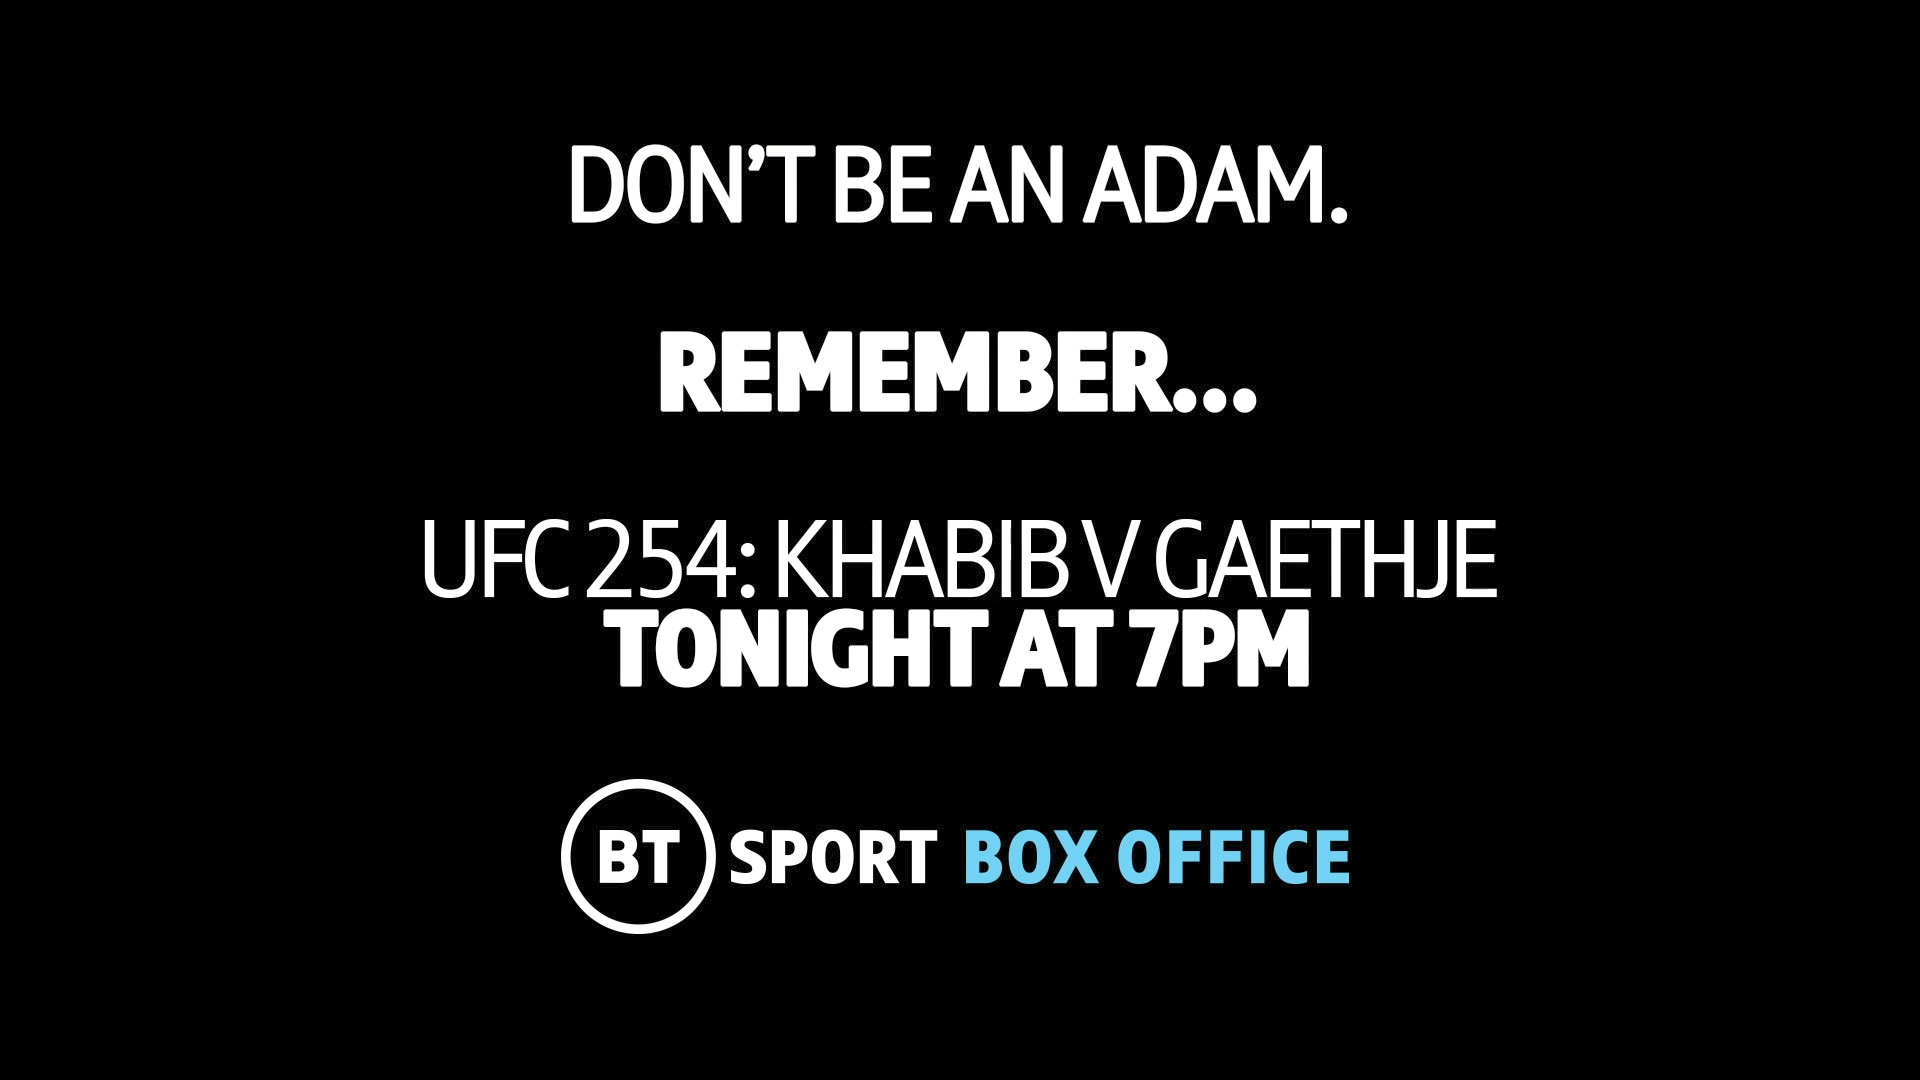 DON’T BE AN ADAM.
REMEMBER...
UFC 254: KHABIB V GAETHJE
TONIGHT AT 7PM
BT SPORT BOX OFFICE